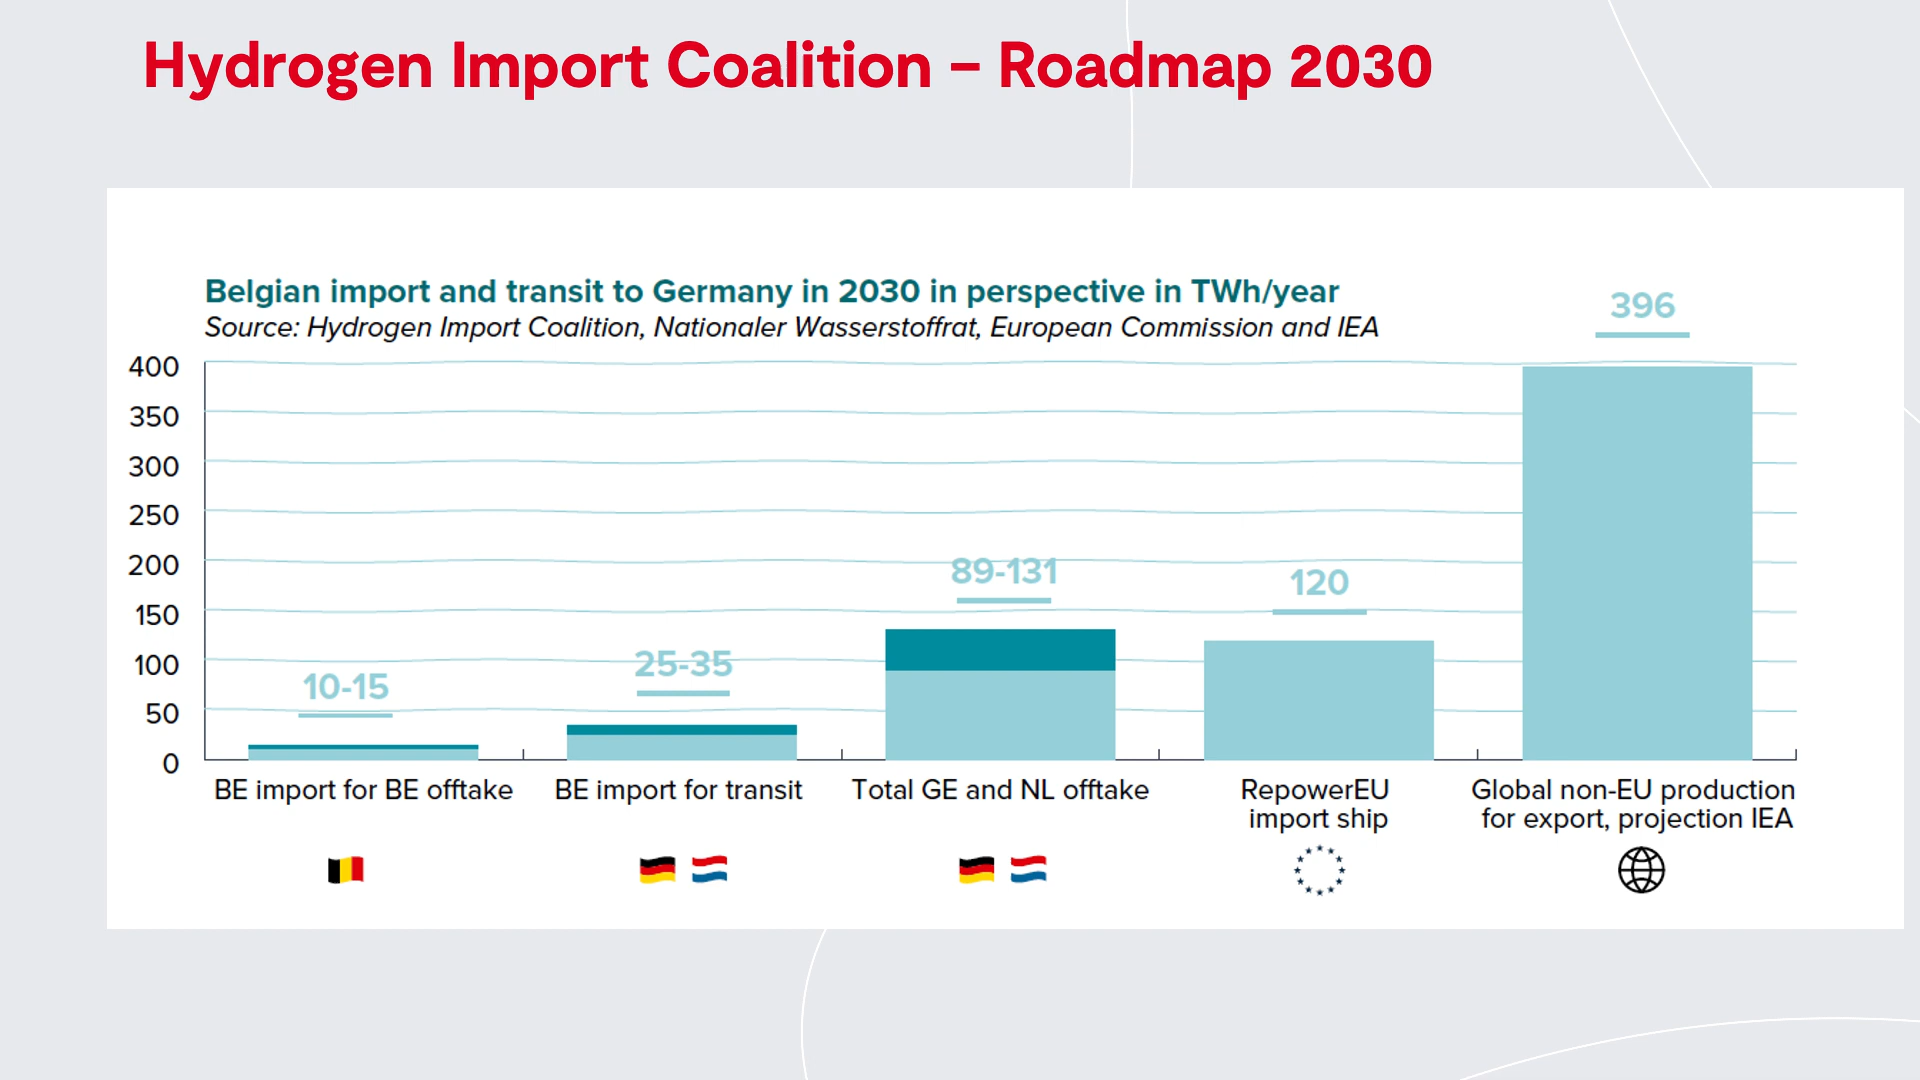 Hydrogen Import Coalition – Roadmap 2030
Belgian import and transit to Germany in 2030 in perspective in TWh/year
Source: Hydrogen Import Coalition, Nationaler Wasserstoffrat, European Commission and IEA
396
400
350
300
250
200
89-131
120
150
25-35
100
10-15
50
0
BE import for BE offtake
BE import for transit
Total GE and NL offtake
RepowerEU
import ship
Global non-EU production
for export, projection IEA